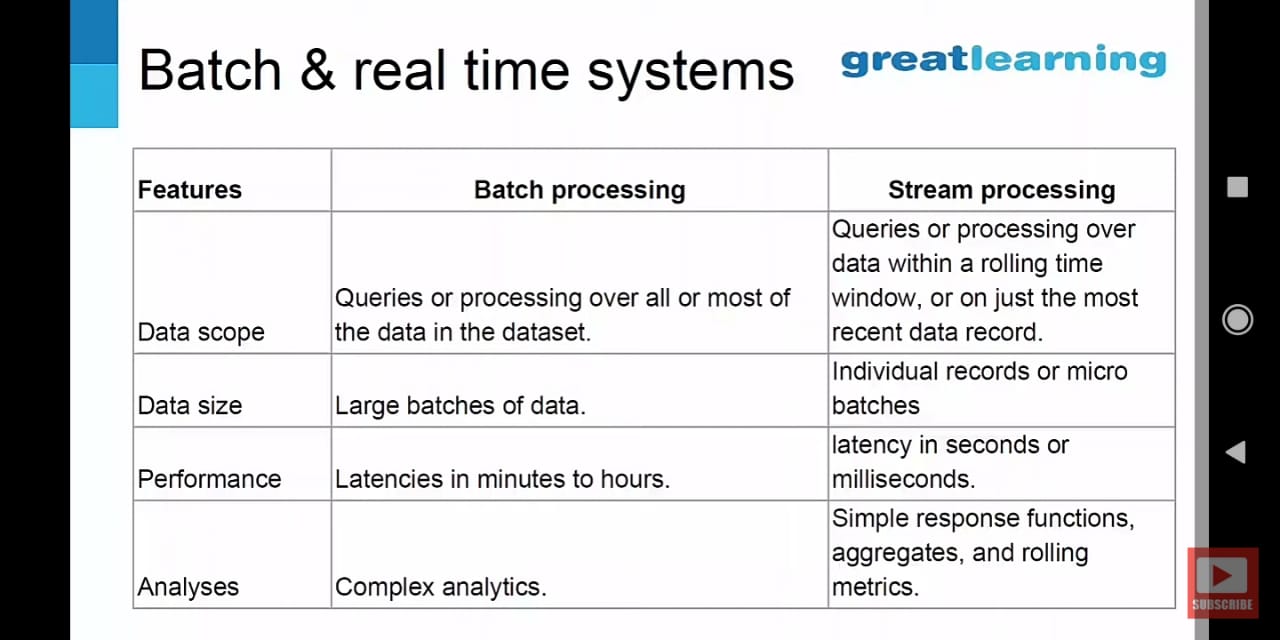 Batch & real time systems
greatlearning
Features
Batch processing
Stream processing
Data scope
Queries or processing over all or most of
the data in the dataset.
Queries or processing over
data within a rolling time
window, or on just the most
recent data record.
Data size
Large batches of data.
Individual records or micro
batches
Performance
Latencies in minutes to hours.
latency in seconds or
milliseconds.
Analyses
Complex analytics.
Simple response functions,
aggregates, and rolling
metrics.
SUBSCRIBE